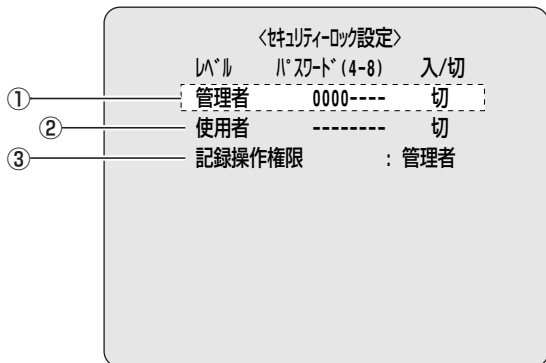 〈ｾｷｭﾘﾃｨｰﾛｯｸ設定〉
ﾚﾍﾞﾙ ﾊﾟｽﾜｰﾄﾞ(4-8) 入/切
① 管理者 0000---- 切
② 使用者 -------- 切
③ 記録操作権限 : 管理者